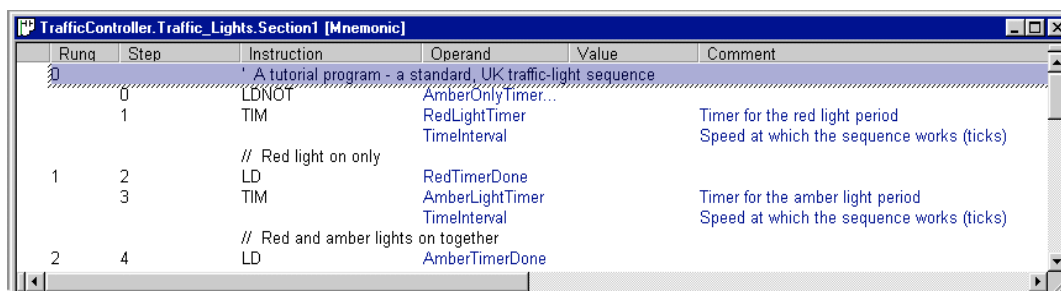 TrafficController.Traffic_Lights.Section1 [Mnemonic]
Rung Step Instruction Operand Value Comment
0 ' A tutorial program - a standard, UK traffic-light sequence
0 LDNOT AmberOnlyTimer...
1 TIM RedLightTimer Timer for the red light period
TimeInterval Speed at which the sequence works (ticks)
// Red light on only
1 2 LD RedTimerDone
3 TIM AmberLightTimer Timer for the amber light period
TimeInterval Speed at which the sequence works (ticks)
// Red and amber lights on together
2 4 LD AmberTimerDone